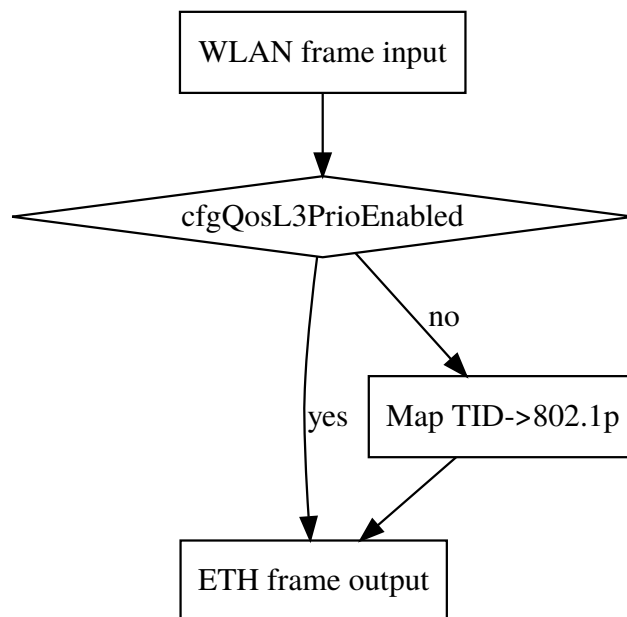 WLAN frame input
cfgQosL3PrioEnabled
no
Map TID->802.1p
yes
ETH frame output